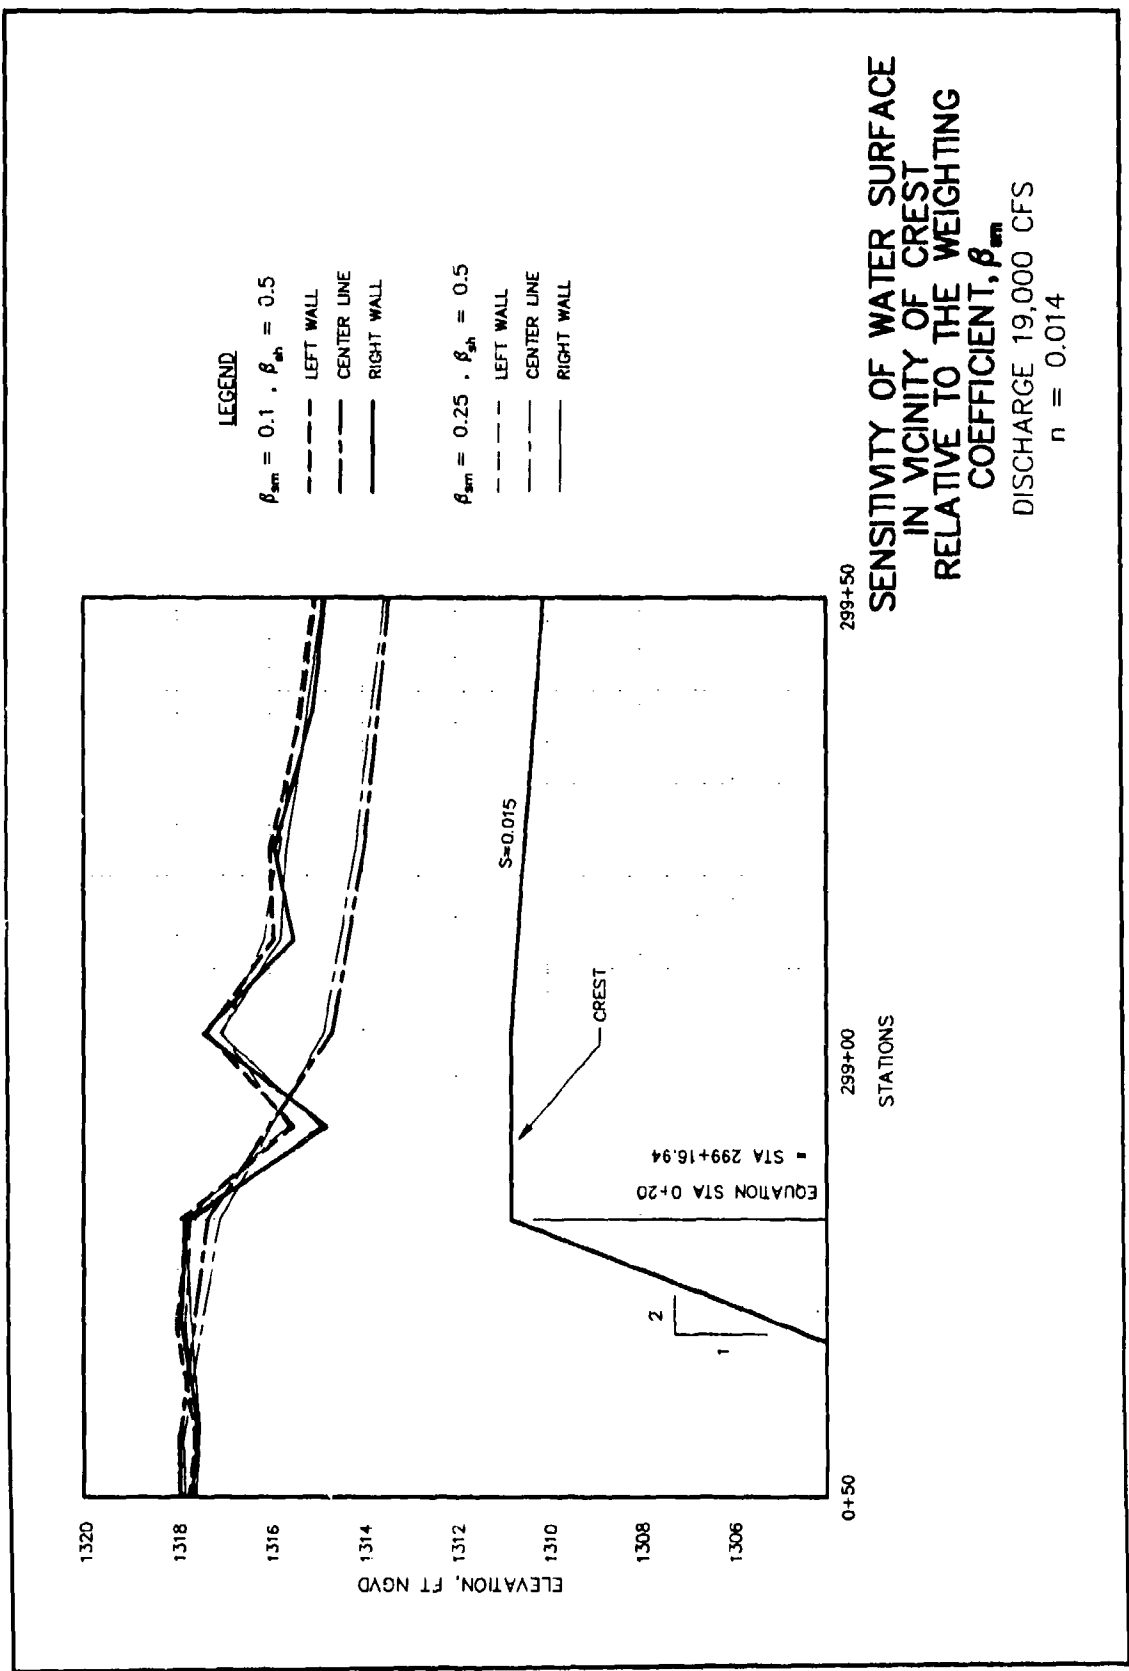 1320
1318
1316
1314
1312
1310
1308
1306
ELEVATION, FT NGVD
0+50
299+00
299+50
STATIONS
2
1
EQUATION STA 0+20
= STA 299+16.94
CREST
S=0.015
LEGEND
βsm = 0.1 , βsh = 0.5
LEFT WALL
CENTER LINE
RIGHT WALL
βsm = 0.25 , βsh = 0.5
LEFT WALL
CENTER LINE
RIGHT WALL
SENSITIVITY OF WATER SURFACE
IN VICINITY OF CREST
RELATIVE TO THE WEIGHTING
COEFFICIENT, βsm
DISCHARGE 19,000 CFS
n = 0.014